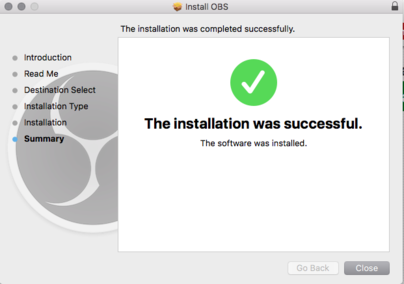 Install OBS
The installation was completed successfully.
Introduction
Read Me
Destination Select
Installation Type
Installation
Summary
The installation was successful.
The software was installed.
Go Back
Close